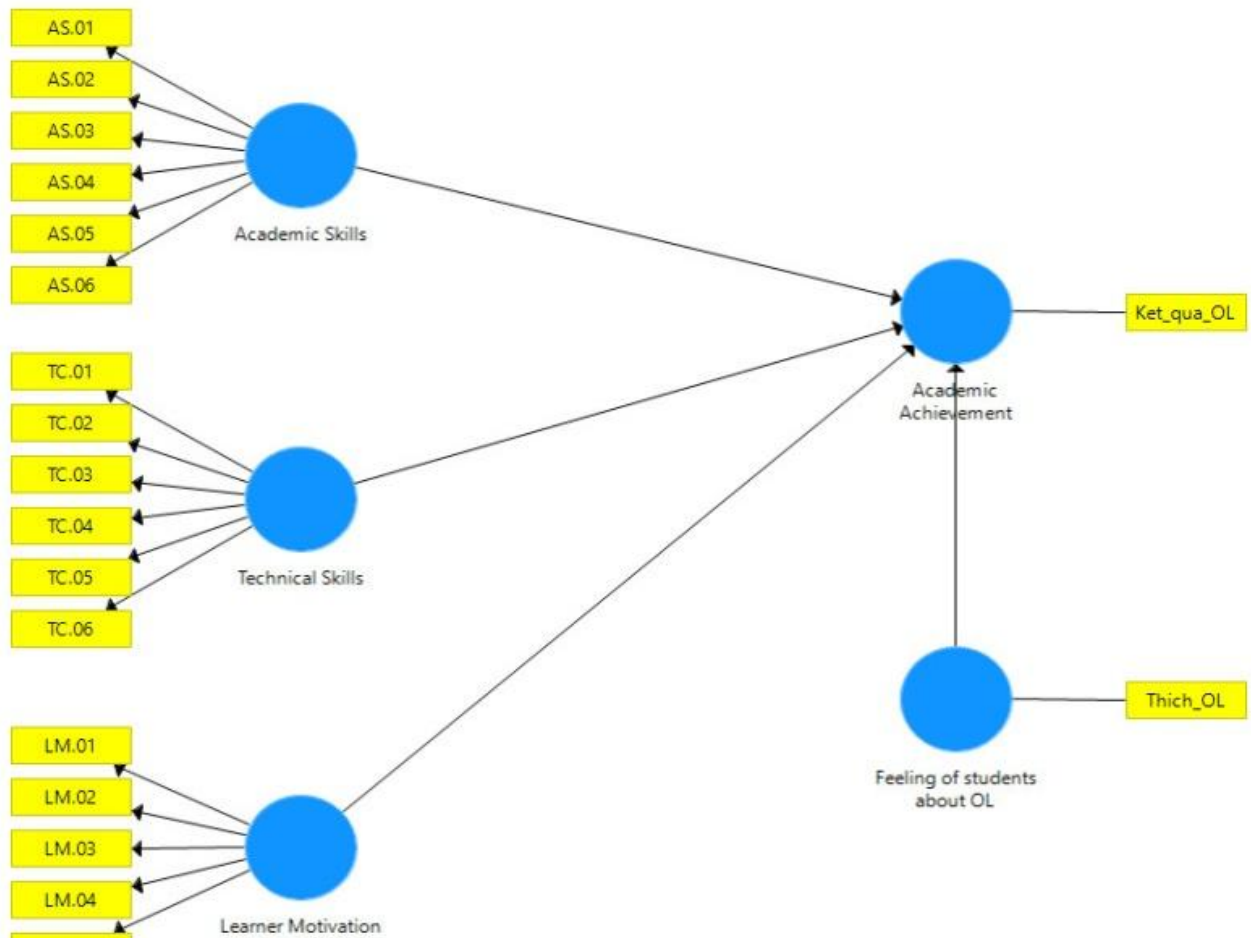 AS.01
AS.02
AS.03
AS.04
AS.05
AS.06
Academic Skills
TC.01
TC.02
TC.03
TC.04
TC.05
TC.06
Technical Skills
LM.01
LM.02
LM.03
LM.04
Learner Motivation
Academic
Achievement
Ket_qua_OL
Feeling of students
about OL
Thich_OL